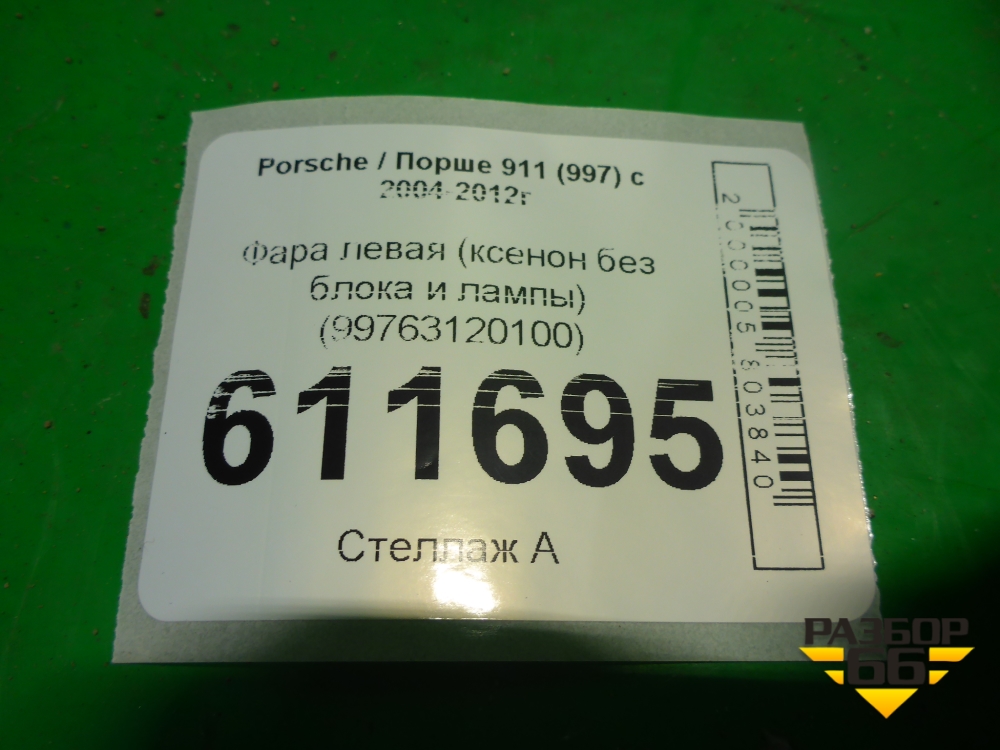 Porsche / Порше 911 (997) с
2004-2012г
Фара левая (ксенон без
блока и лампы)
(99763120100)
611695
Стеллаж А
2000005803840
РАЗБОР
66